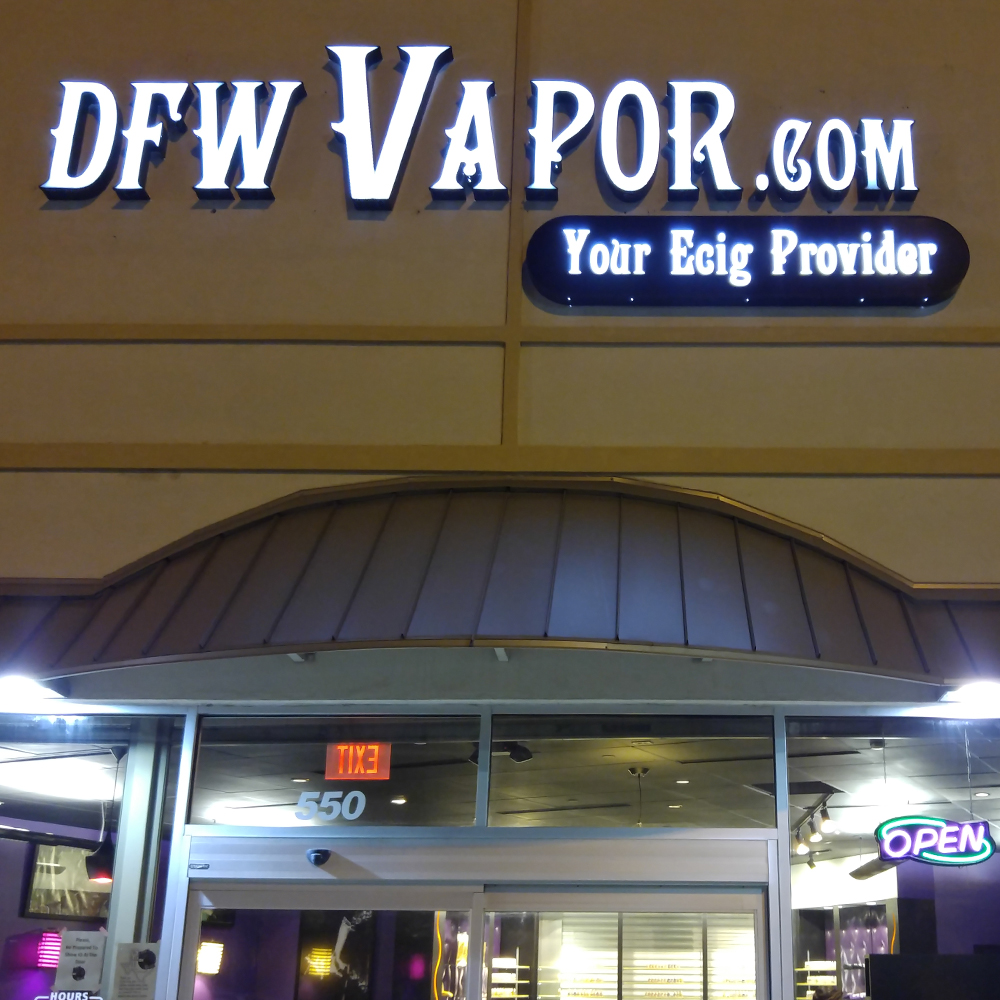 DFW VAPOR.COM
Your Ecig Provider
EXIT
550
OPEN
HOURS